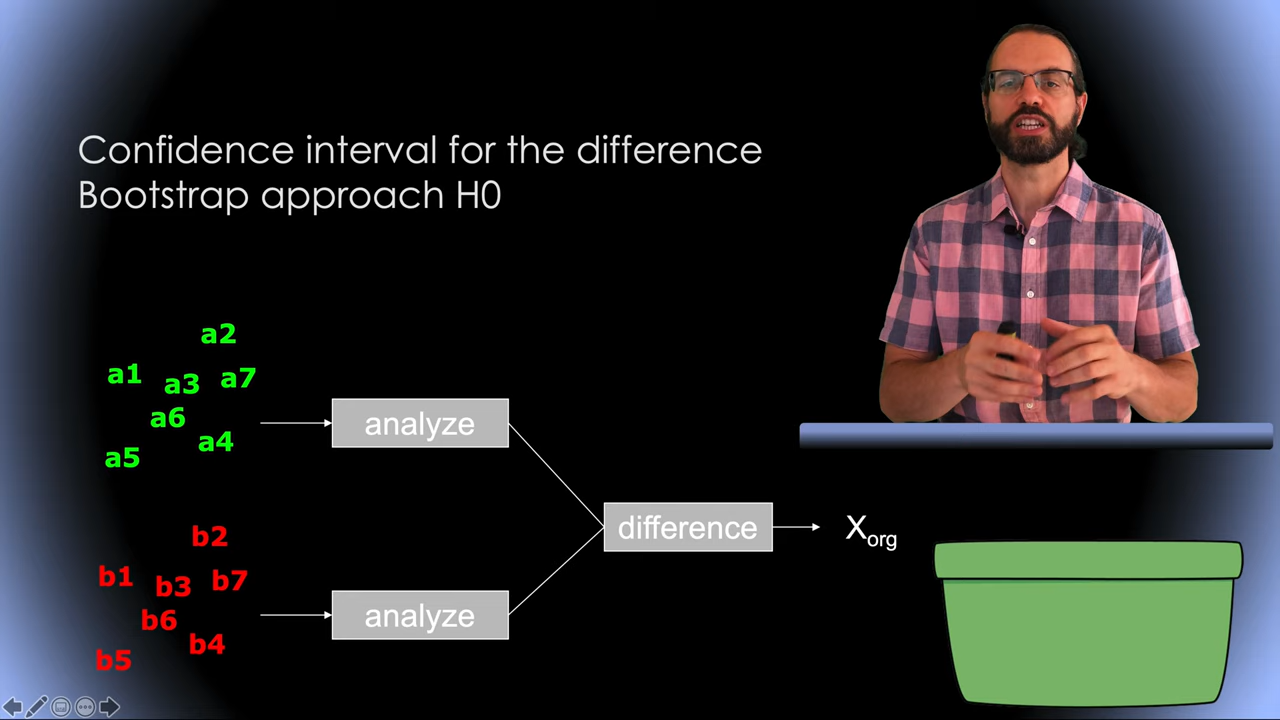 Confidence interval for the difference
Bootstrap approach H0
a2
a1 a3 a7
a6
a5 a4
analyze
difference
X_org
b2
b1 b3 b7
b6
b5 b4
analyze